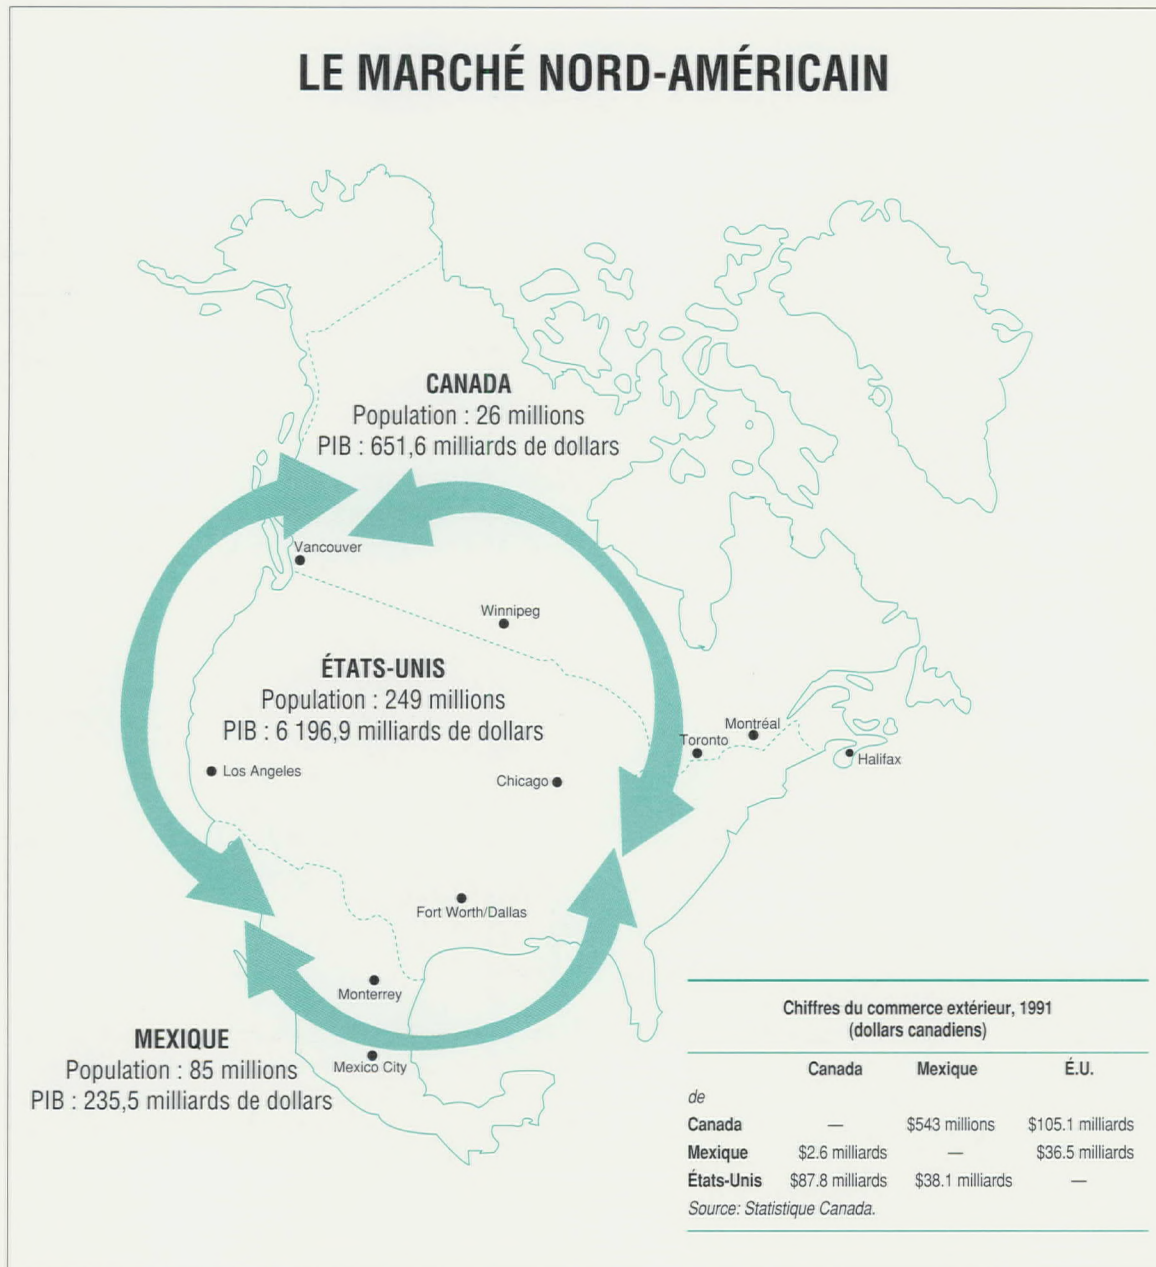 LE MARCHÉ NORD-AMÉRICAIN
CANADA
Population : 26 millions
PIB : 651,6 milliards de dollars
Vancouver
Winnipeg
ÉTATS-UNIS
Population : 249 millions
PIB : 6 196,9 milliards de dollars
Montréal
Toronto
Halifax
Los Angeles
Chicago
Fort Worth/Dallas
Monterrey
Mexico City
MEXIQUE
Population : 85 millions
PIB : 235,5 milliards de dollars
Chiffres du commerce extérieur, 1991
(dollars canadiens)
Canada Mexique É.U.
de
Canada — $543 millions $105.1 milliards
Mexique $2.6 milliards — $36.5 milliards
États-Unis $87.8 milliards $38.1 milliards —
Source: Statistique Canada.